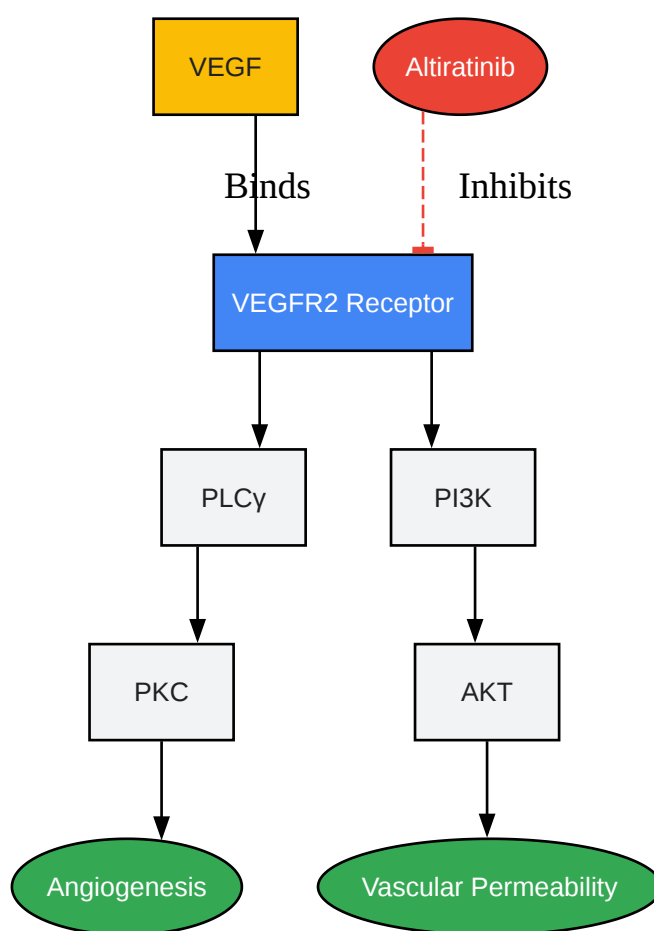 VEGF
Altiratinib
Binds
Inhibits
VEGFR2 Receptor
PLCγ
PI3K
PKC
AKT
Angiogenesis
Vascular Permeability